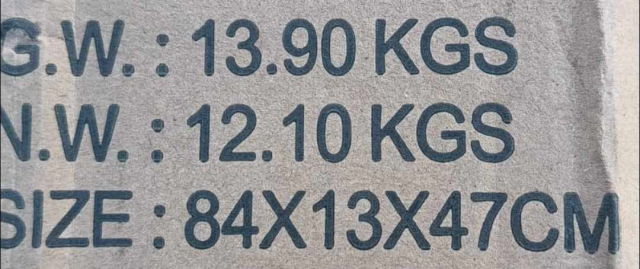 G.W.: 13.90 KGS
N.W.: 12.10 KGS
SIZE: 84X13X47CM